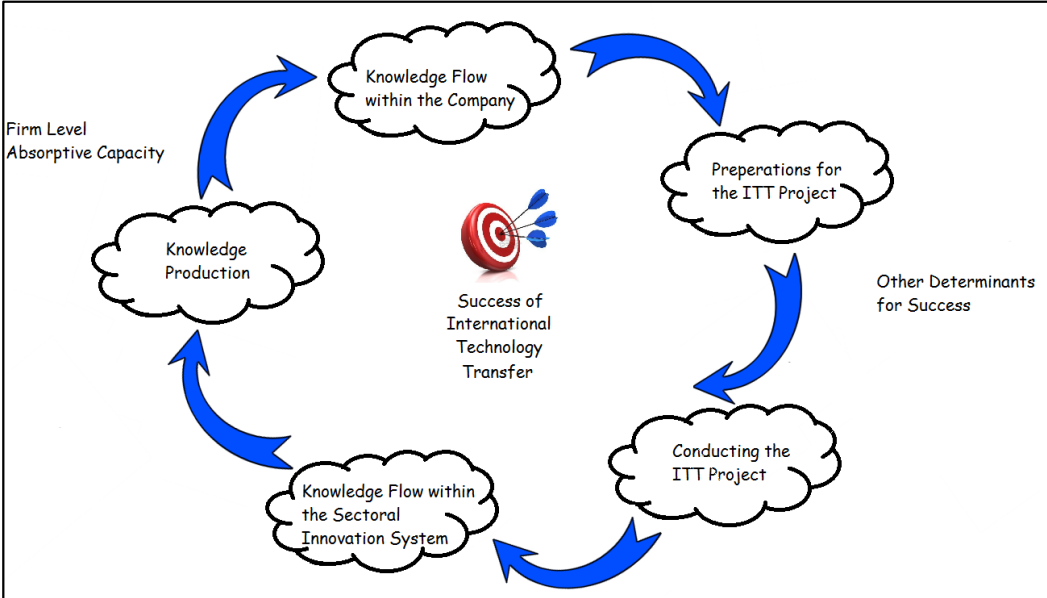 Knowledge Flow
within the Company
Firm Level
Absorptive Capacity
Preperations for
the ITT Project
Knowledge
Production
Other Determinants
for Success
Success of
International
Technology
Transfer
Conducting the
ITT Project
Knowledge Flow within
the Sectoral
Innovation System